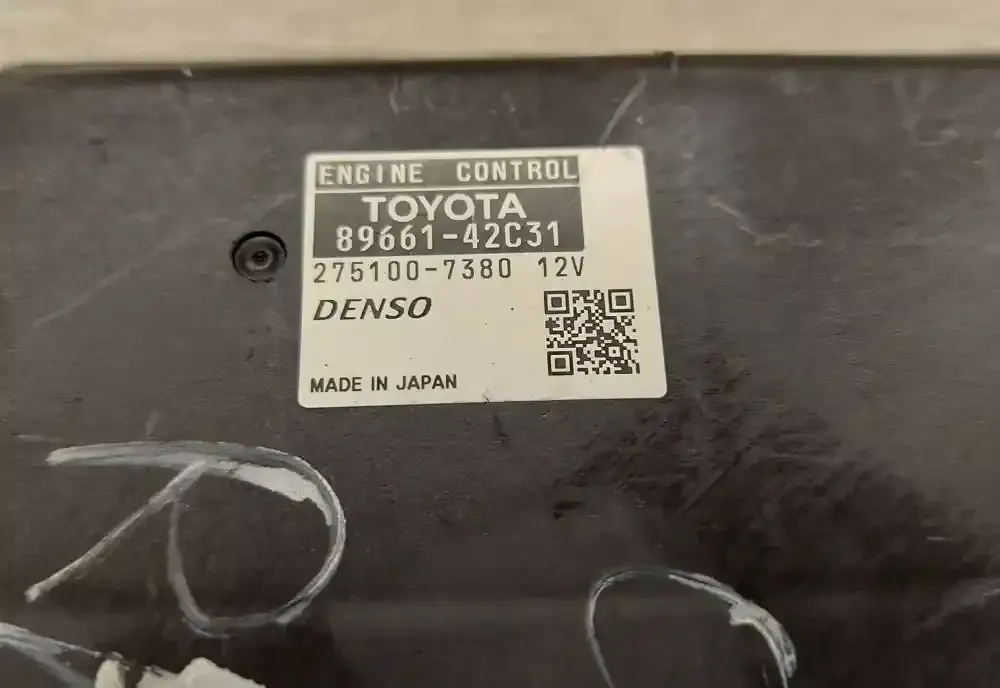 ENGINE CONTROL
TOYOTA
89661-42C31
275100-7380 12V
DENSO
MADE IN JAPAN